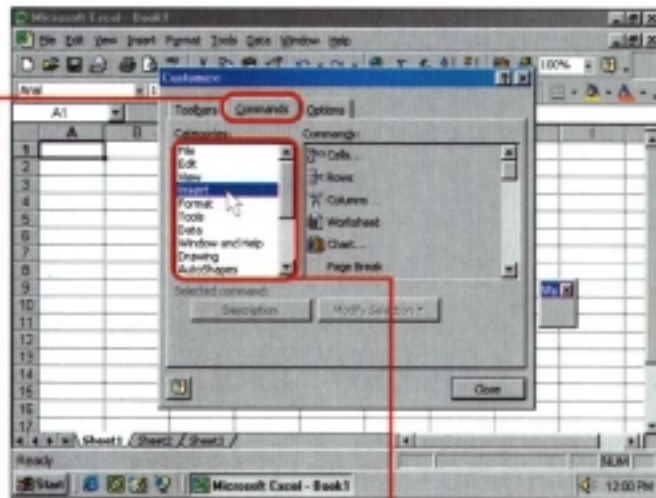 Microsoft Excel - Book1
File Edit View Insert Format Tools Data Window Help
100%
Arial
Customize
A1
Toolbars Commands Options
A B I
Categories: Commands:
File
Edit
View
Insert
Format
Tools
Data
Window and Help
Drawing
AutoShapes
Cells...
Rows
Columns
Worksheet
Chart...
Page Break
1
2
3
4
5
6
7
8
9
10
11
12
13
14
15
16
17
Selected command:
Description Modify Selection
Close
Sheet1 Sheet2 Sheet3
Ready NUM
Start Microsoft Excel - Book1 12:00 PM